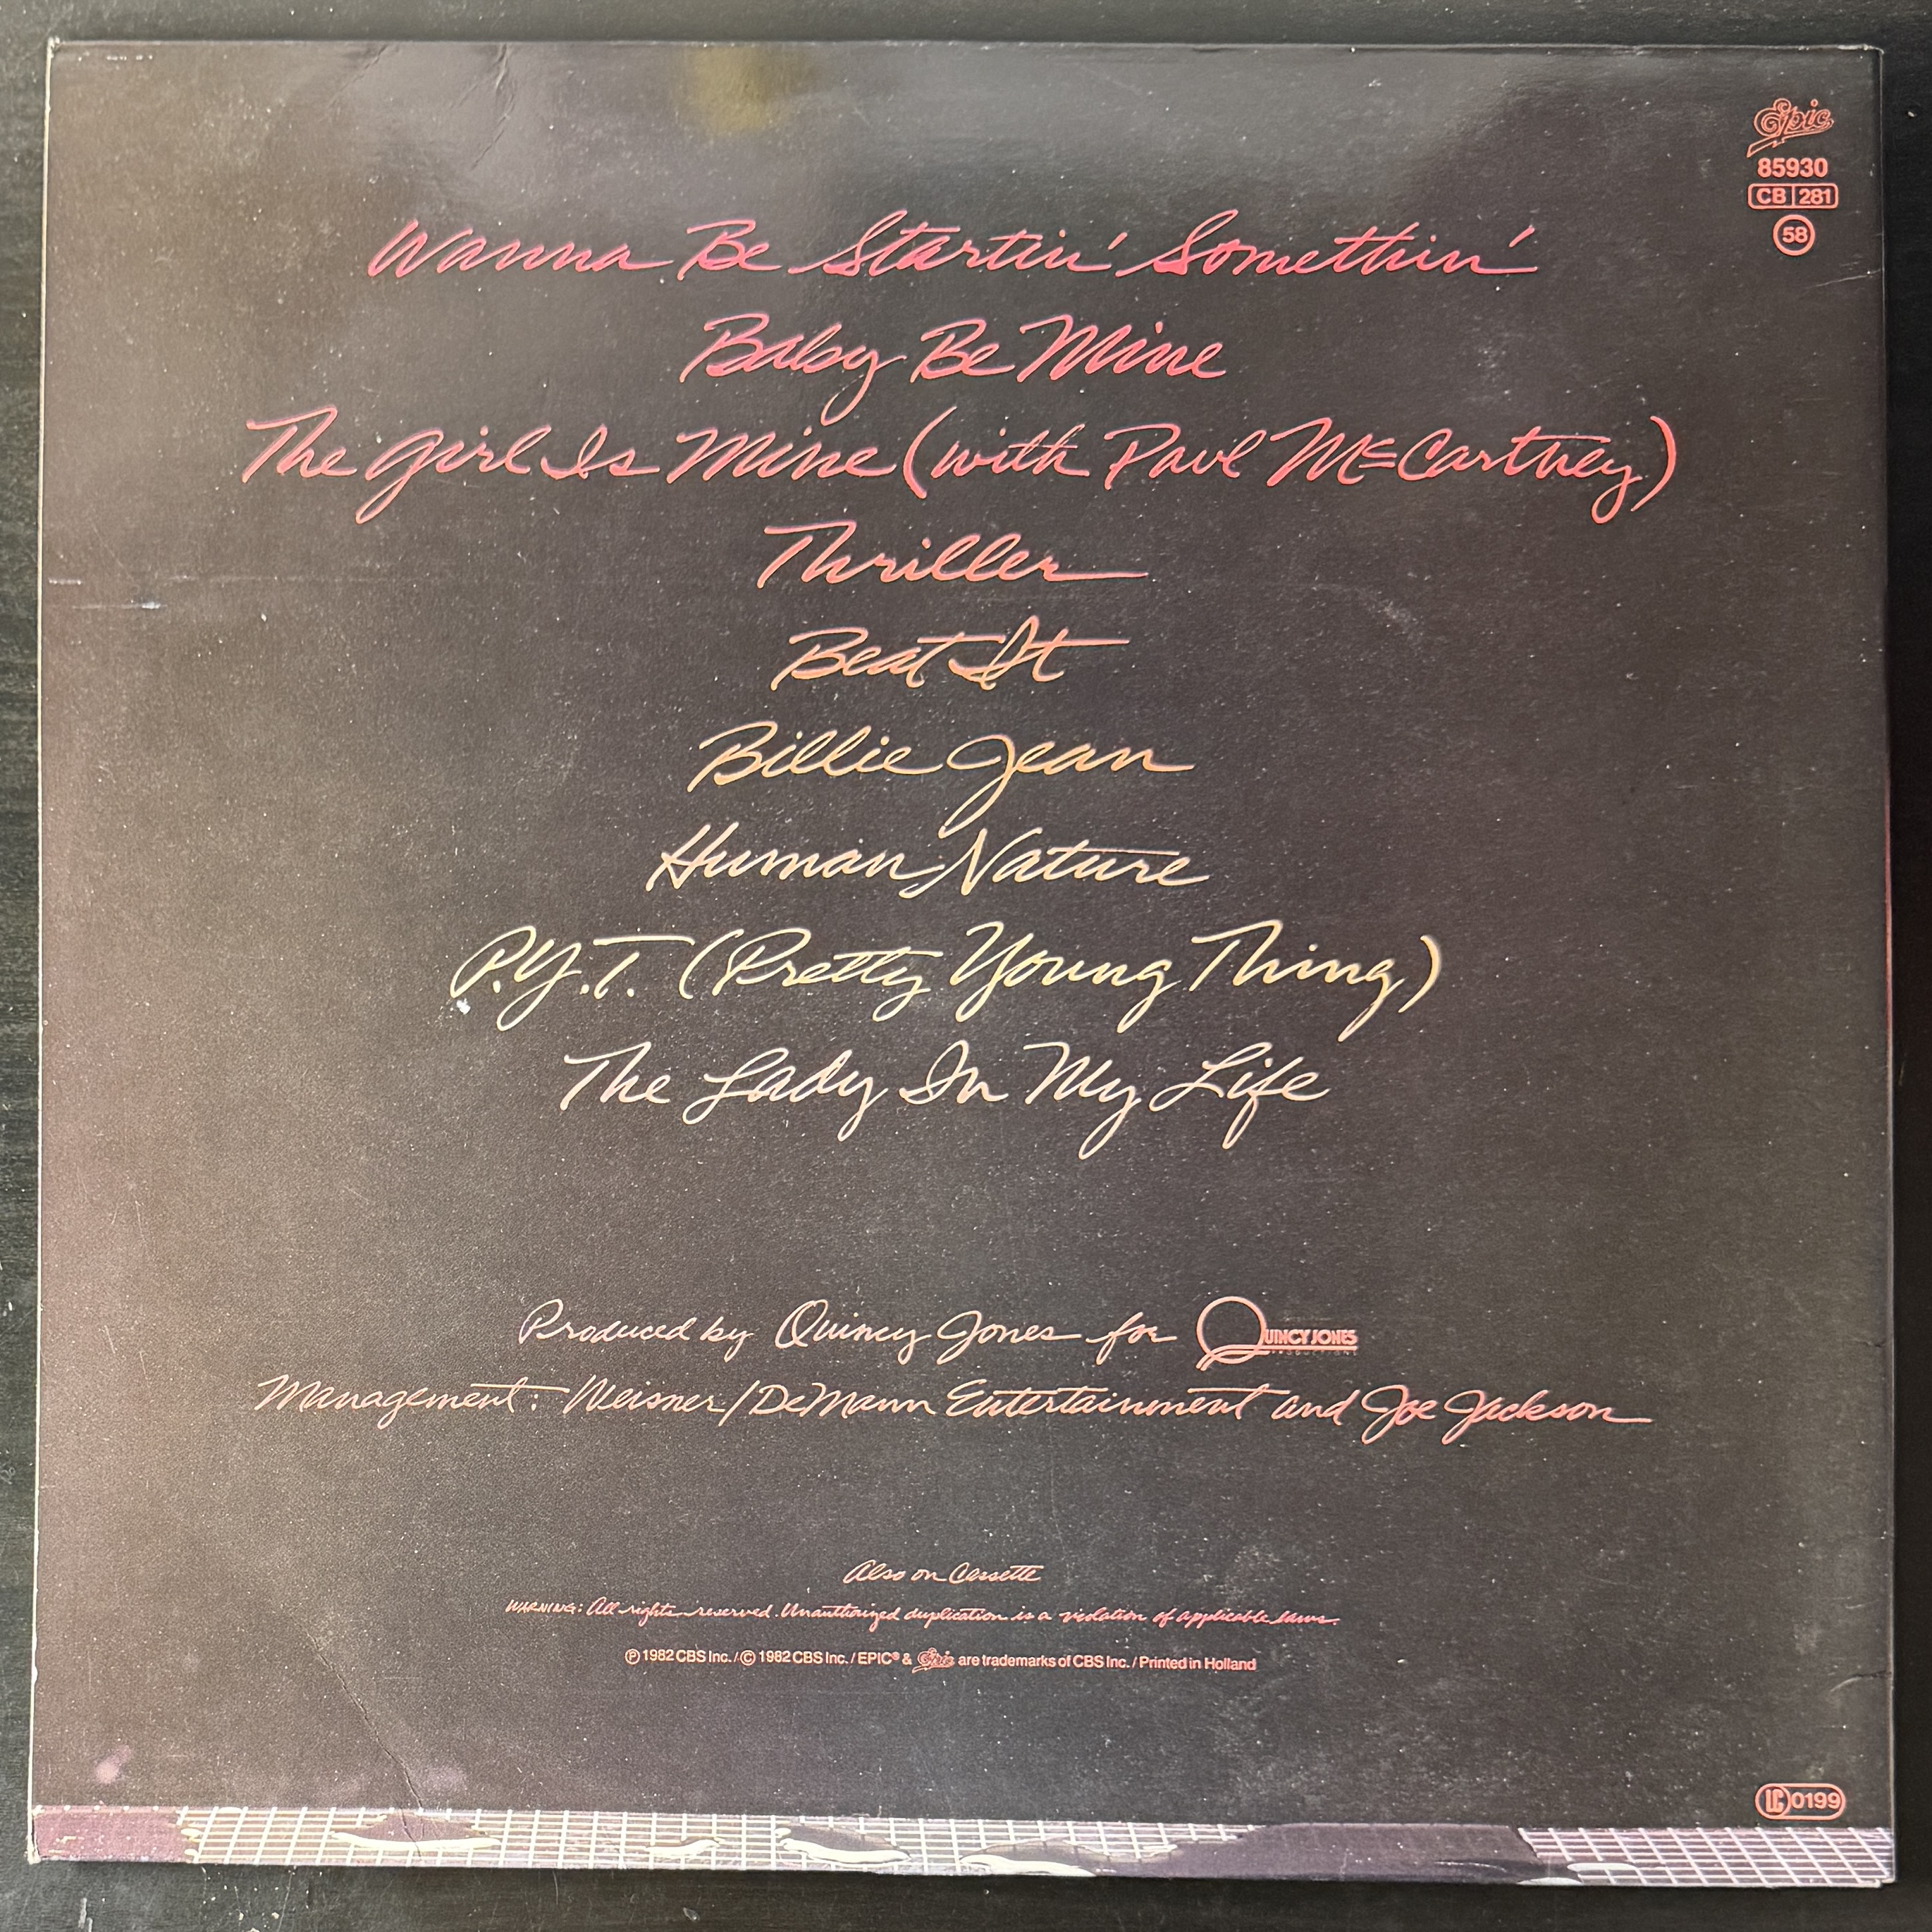 Epic
85930
CB 281
58
Wanna Be Startin' Somethin'
Baby Be Mine
The Girl Is Mine (with Paul McCartney)
Thriller
Beat It
Billie Jean
Human Nature
P.Y.T. (Pretty Young Thing)
The Lady In My Life
Produced by Quincy Jones for QUINCY JONES PRODUCTIONS
Management: Weisner/DeMann Entertainment and Joe Jackson
Also on Cassette
WARNING: All rights reserved. Unauthorized duplication is a violation of applicable laws.
℗ 1982 CBS Inc. / © 1982 CBS Inc. / EPIC® & Epic are trademarks of CBS Inc. / Printed in Holland
LC 0199